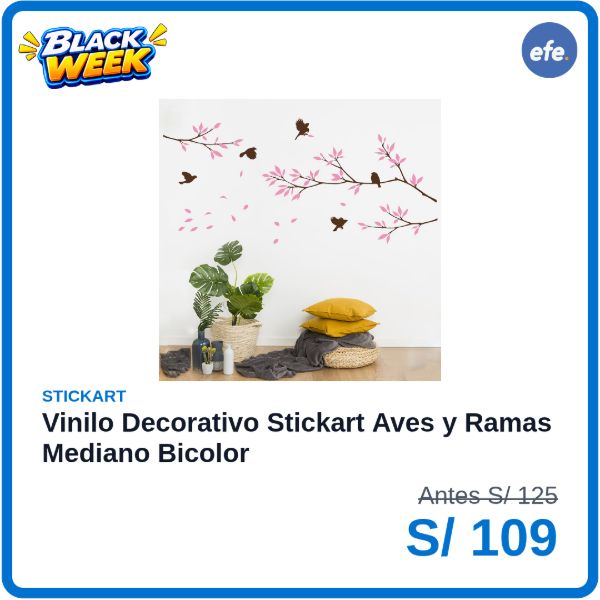 BLACK
WEEK
efe.
STICKART
Vinilo Decorativo Stickart Aves y Ramas
Mediano Bicolor
Antes S/ 125
S/ 109